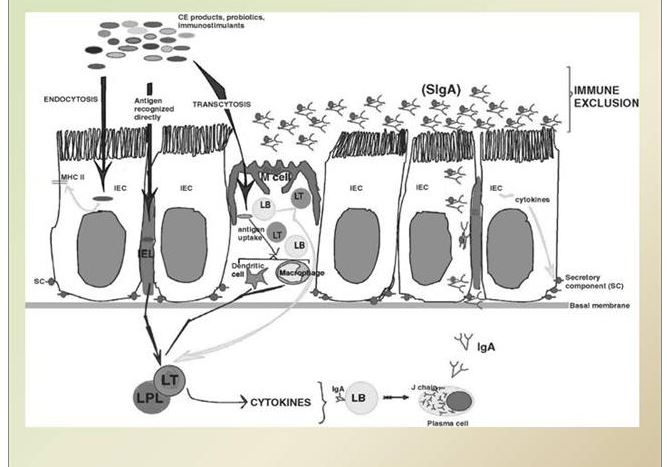 CE products, probiotics,
immunostimulants
(SIgA)
IMMUNE
EXCLUSION
ENDOCYTOSIS
Antigen
recognized
directly
TRANSCYTOSIS
MHC II
IEC
IEC
M cell
LB
LT
IEC
IEC
IEC
cytokines
IEL
antigen
uptake
LT
LB
Dendritic
cell
Macrophage
SC
Secretory
component (SC)
Basal membrane
IgA
LT
LPL
CYTOKINES
IgA
LB
J chain
Plasma cell